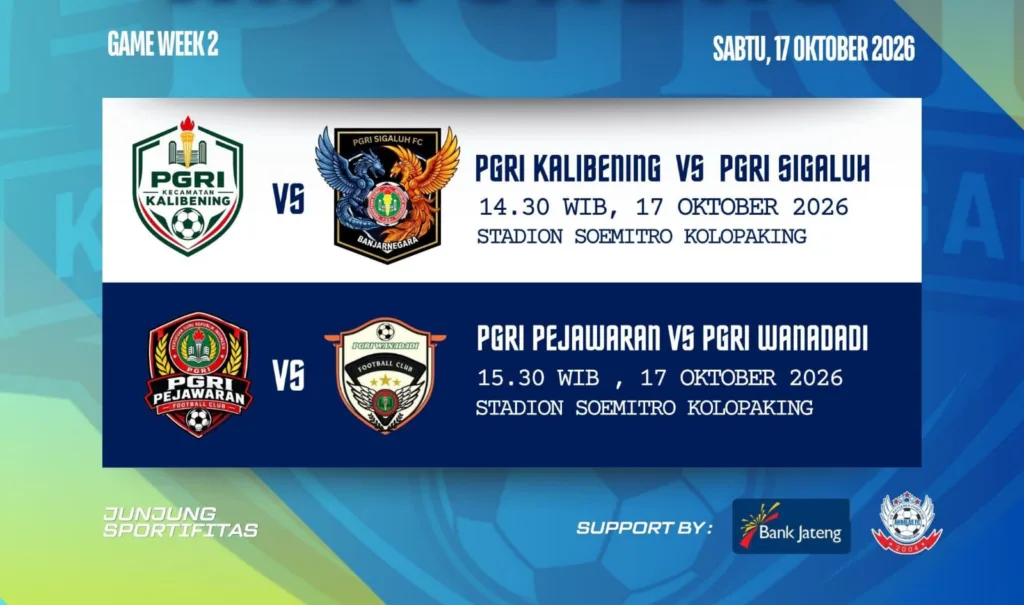 GAME WEEK 2
SABTU, 17 OKTOBER 2026
PGRI
KECAMATAN
KALIBENING
VS
PGRI SIGALUH FC
BANJARNEGARA
PGRI KALIBENING VS PGRI SIGALUH
14.30 WIB, 17 OKTOBER 2026
STADION SOEMITRO KOLOPAKING
PGRI
PGRI
PEJAWARAN
FOOTBALL CLUB
VS
PGRI WANADADI
FOOTBALL CLUB
PGRI PEJAWARAN VS PGRI WANADADI
15.30 WIB , 17 OKTOBER 2026
STADION SOEMITRO KOLOPAKING
JUNJUNG
SPORTIFITAS
SUPPORT BY :
Bank Jateng
2004